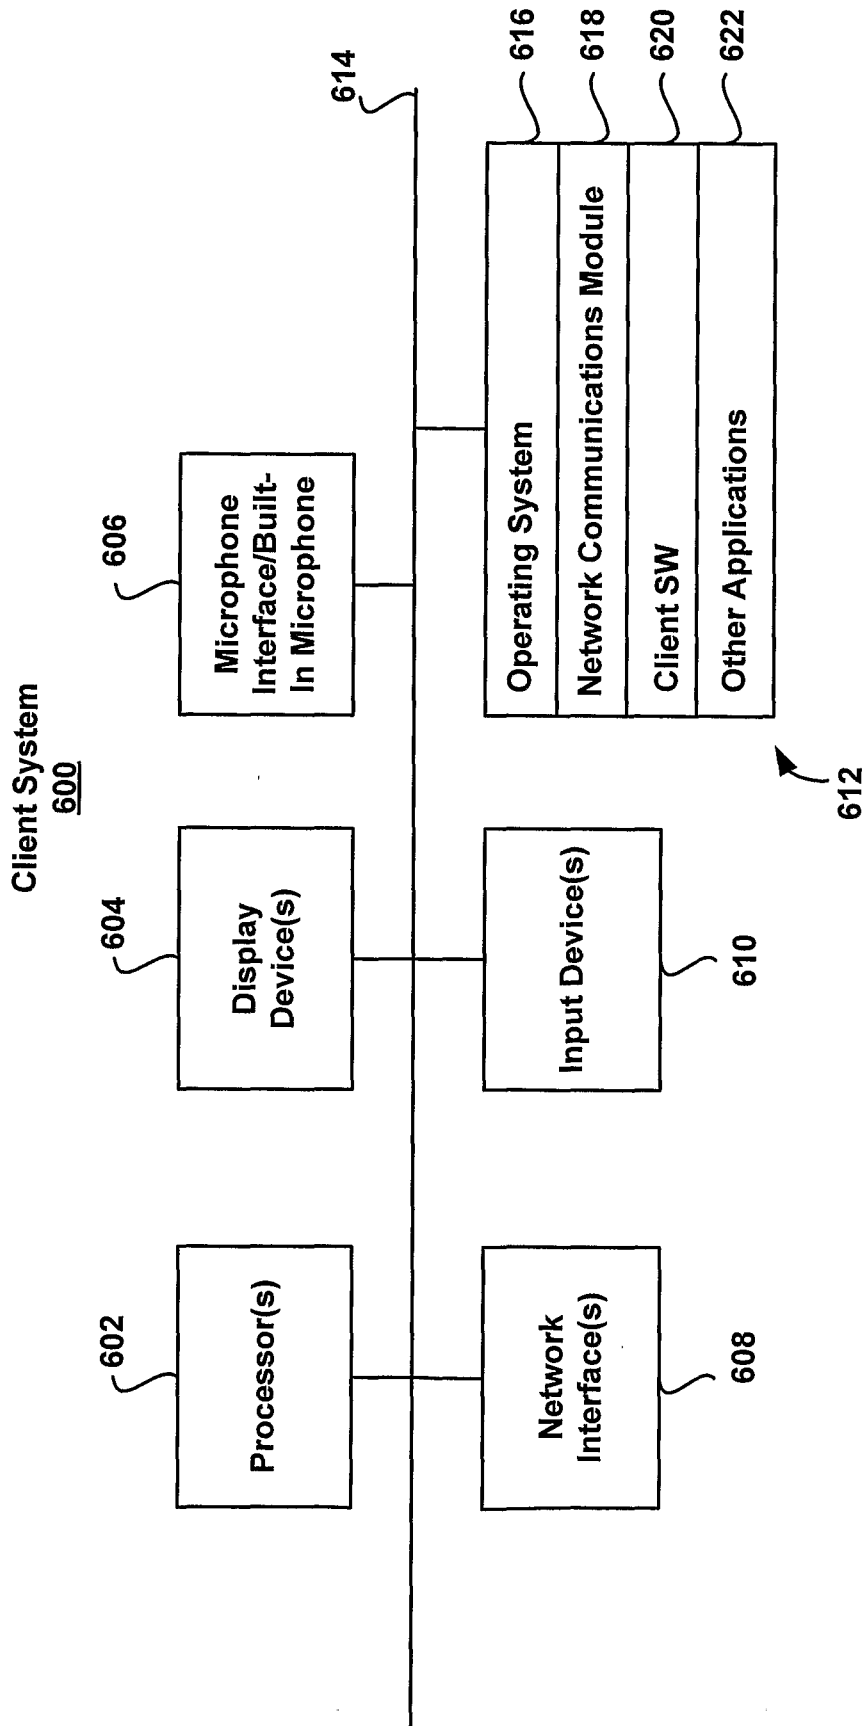 Client System
600
602
Processor(s)
604
Display
Device(s)
606
Microphone
Interface/Built-
In Microphone
614
Network
Interface(s)
608
Input Device(s)
610
Operating System
616
Network Communications Module
618
Client SW
620
Other Applications
622
612